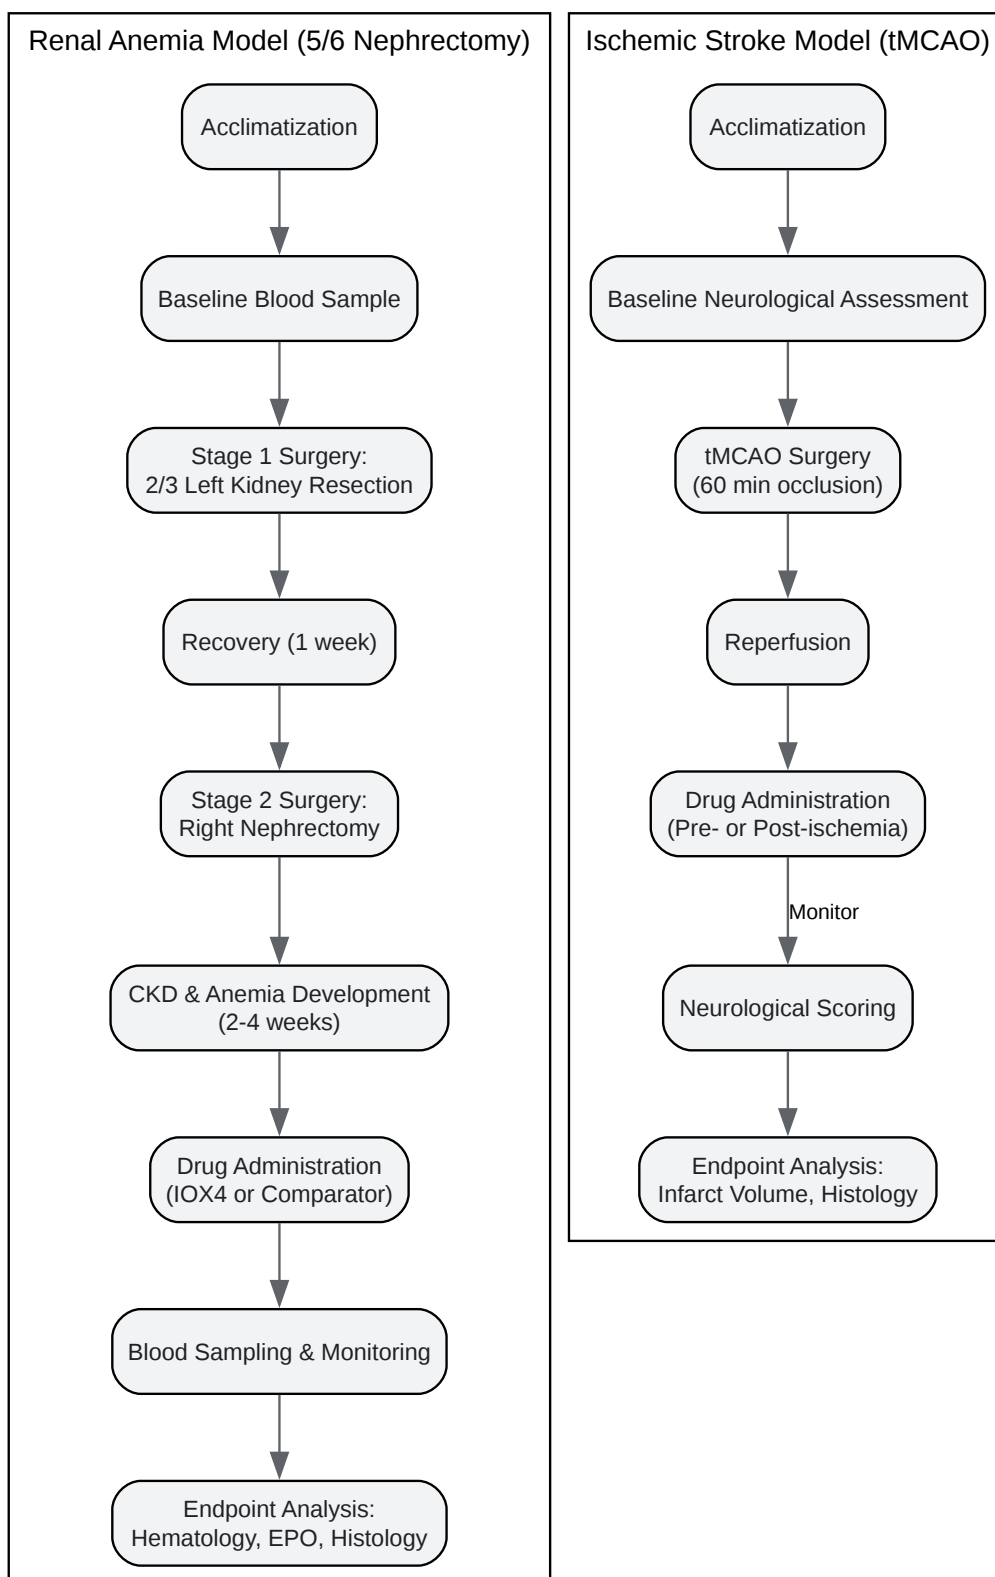 Renal Anemia Model (5/6 Nephrectomy)
Acclimatization
Baseline Blood Sample
Stage 1 Surgery:
2/3 Left Kidney Resection
Recovery (1 week)
Stage 2 Surgery:
Right Nephrectomy
CKD & Anemia Development
(2-4 weeks)
Drug Administration
(IOX4 or Comparator)
Blood Sampling & Monitoring
Endpoint Analysis:
Hematology, EPO, Histology
Ischemic Stroke Model (tMCAO)
Acclimatization
Baseline Neurological Assessment
tMCAO Surgery
(60 min occlusion)
Reperfusion
Drug Administration
(Pre- or Post-ischemia)
Monitor
Neurological Scoring
Endpoint Analysis:
Infarct Volume, Histology